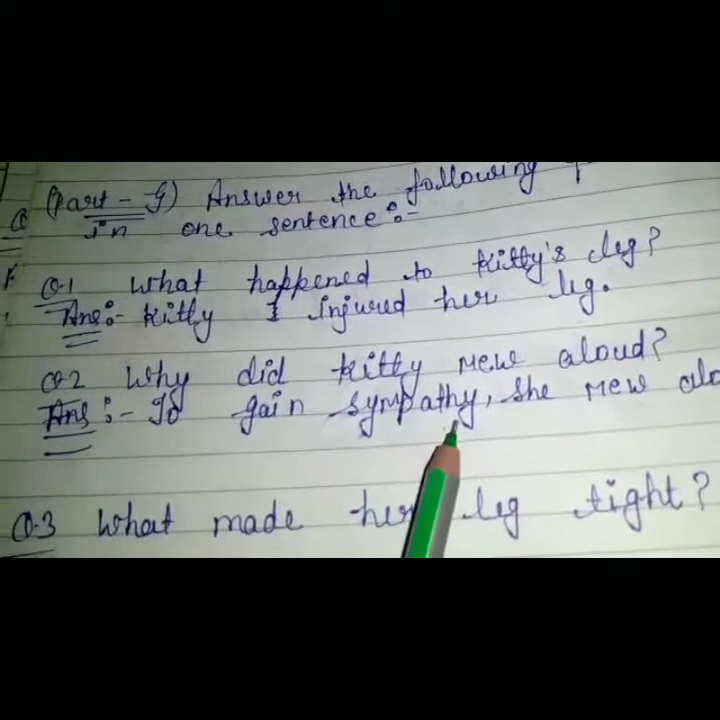 (Part - G) Answer the following
in one sentence :-
Q.1 What happened to Kitty's leg?
Ans :- Kitty injured her leg.
Q.2 Why did Kitty mew aloud?
Ans :- To gain sympathy, she mew alo
Q.3 What made her leg tight?